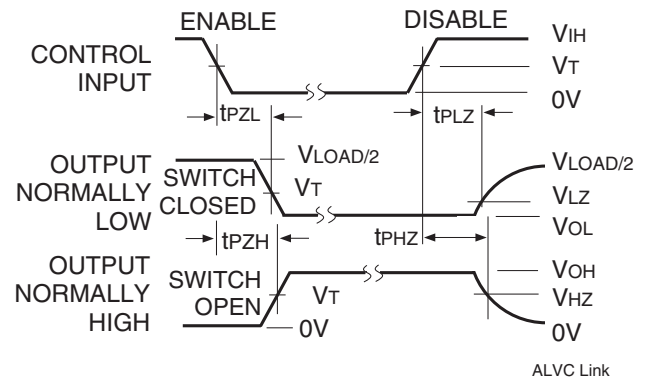 ENABLE DISABLE
CONTROL INPUT
VIH
VT
0V
tPZL tPLZ
OUTPUT NORMALLY LOW
SWITCH CLOSED
VLOAD/2
VT
VLOAD/2
VLZ
VOL
tPZH tPHZ
OUTPUT NORMALLY HIGH
SWITCH OPEN
VT
0V
VOH
VHZ
0V
ALVC Link